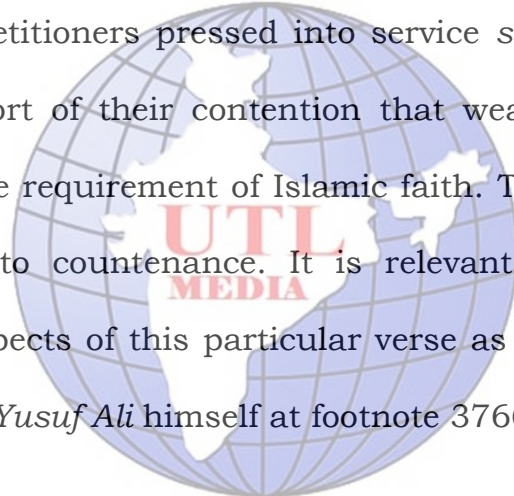 etitioners pressed into service s
ort of their contention that wea
e requirement of Islamic faith. T
UTL
to countenance. It is relevant
MEDIA
pects of this particular verse as
Yusuf Ali himself at footnote 376